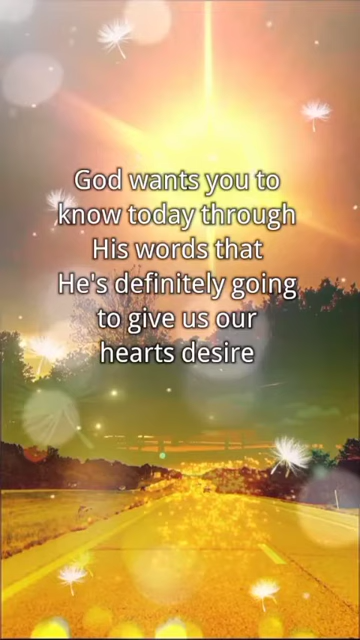 God wants you to
know today through
His words that
He's definitely going
to give us our
hearts desire